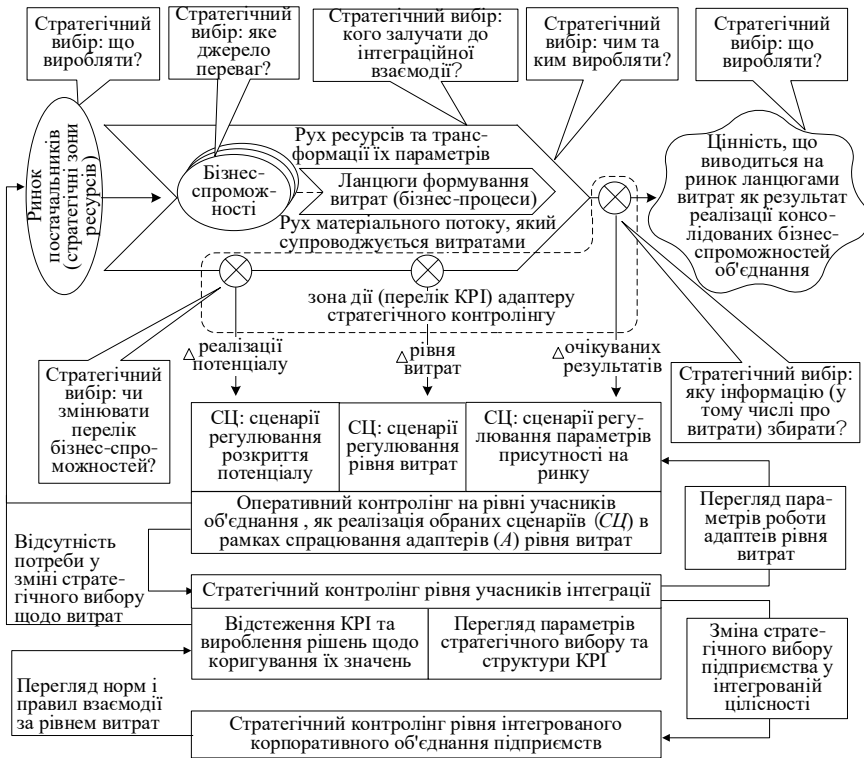 Стратегічний
вибір: що
виробляти?
Стратегічний
вибір: яке
джерело
переваг?
Стратегічний вибір:
кого залучати до
інтеграційної
взаємодії?
Стратегічний
вибір: чим та
ким виробляти?
Стратегічний
вибір: що
виробляти?
Ринок
постачальників
(стратегічні зони
ресурсів)
Рух ресурсів та транс-
формації їх параметрів
Бізнес-
спромож-
ності
Ланцюги формування
витрат (бізнес-процеси)
Рух матеріального потоку, який
супроводжується витратами
Цінність, що
виводиться на
ринок ланцюгами
витрат як результат
реалізації консо-
лідованих бізнес-
спроможностей
об'єднання
зона дії (перелік KPI) адаптеру
стратегічного контролінгу
△ реалізації
потенціалу
△ рівня
витрат
△ очікуваних
результатів
Стратегічний
вибір: чи
змінювати
перелік
бізнес-спро-
можностей?
Стратегічний вибір:
яку інформацію (у
тому числі про
витрати) збирати?
СЦ: сценарії
регулювання
розкриття
потенціалу
СЦ: сценарії
регулювання
рівня витрат
СЦ: сценарії регу-
лювання параметрів
присутності на
ринку
Оперативний контролінг на рівні учасників
об'єднання , як реалізація обраних сценаріїв (СЦ) в
рамках спрацювання адаптерів (А) рівня витрат
Перегляд пара-
метрів роботи
адаптеів рівня
витрат
Відсутність
потреби у
зміні страте-
гічного вибору
щодо витрат
Стратегічний контролінг рівня учасників інтеграції
Відстеження KPI та
вироблення рішень щодо
коригування їх значень
Перегляд параметрів
стратегічного вибору та
структури KPI
Зміна страте-
гічного вибору
підприємства у
інтегрованій
цілісності
Перегляд норм і
правил взаємодії
за рівнем витрат
Стратегічний контролінг рівня інтегрованого
корпоративного об'єднання підприємств